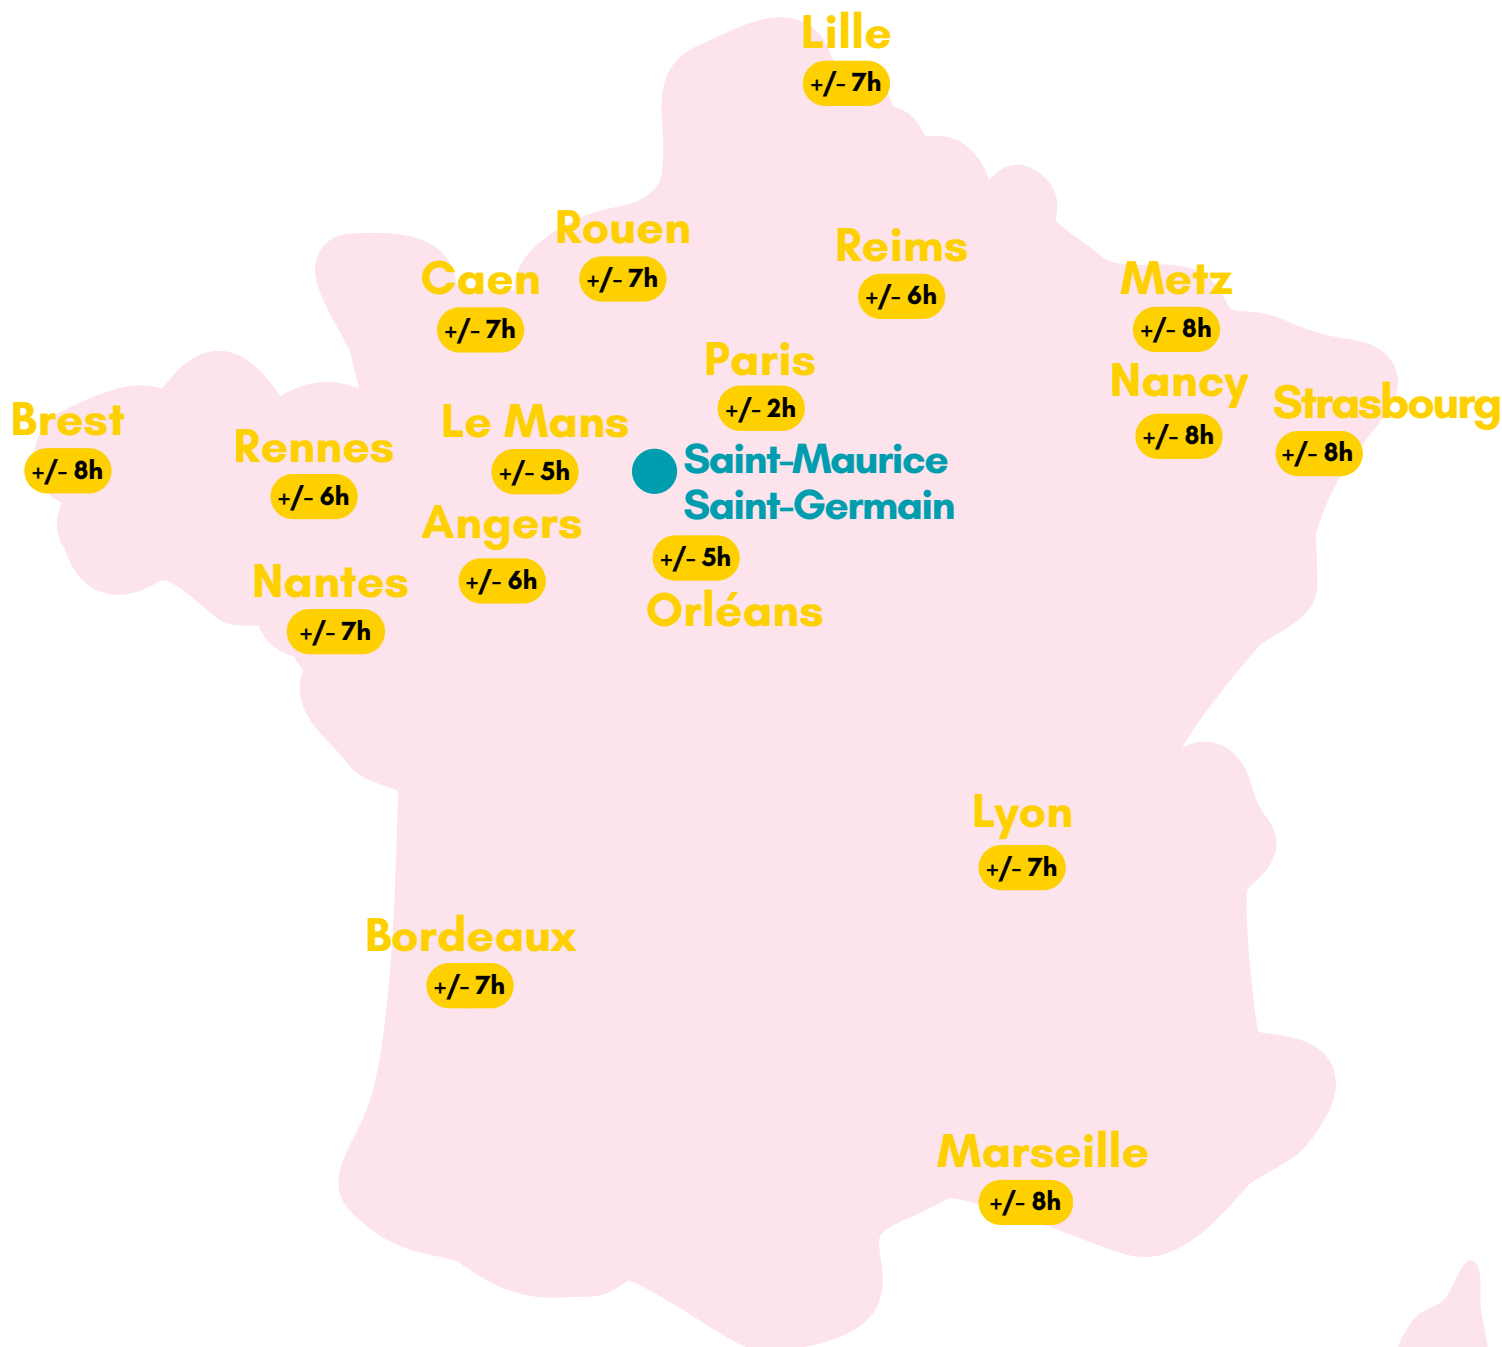 Lille
+/- 7h
Rouen
+/- 7h
Reims
+/- 6h
Caen
+/- 7h
Metz
+/- 8h
Paris
+/- 2h
Nancy
+/- 8h
Strasbourg
+/- 8h
Brest
+/- 8h
Rennes
+/- 6h
Le Mans
+/- 5h
Saint-Maurice
Saint-Germain
Angers
+/- 6h
+/- 5h
Orléans
Nantes
+/- 7h
Lyon
+/- 7h
Bordeaux
+/- 7h
Marseille
+/- 8h